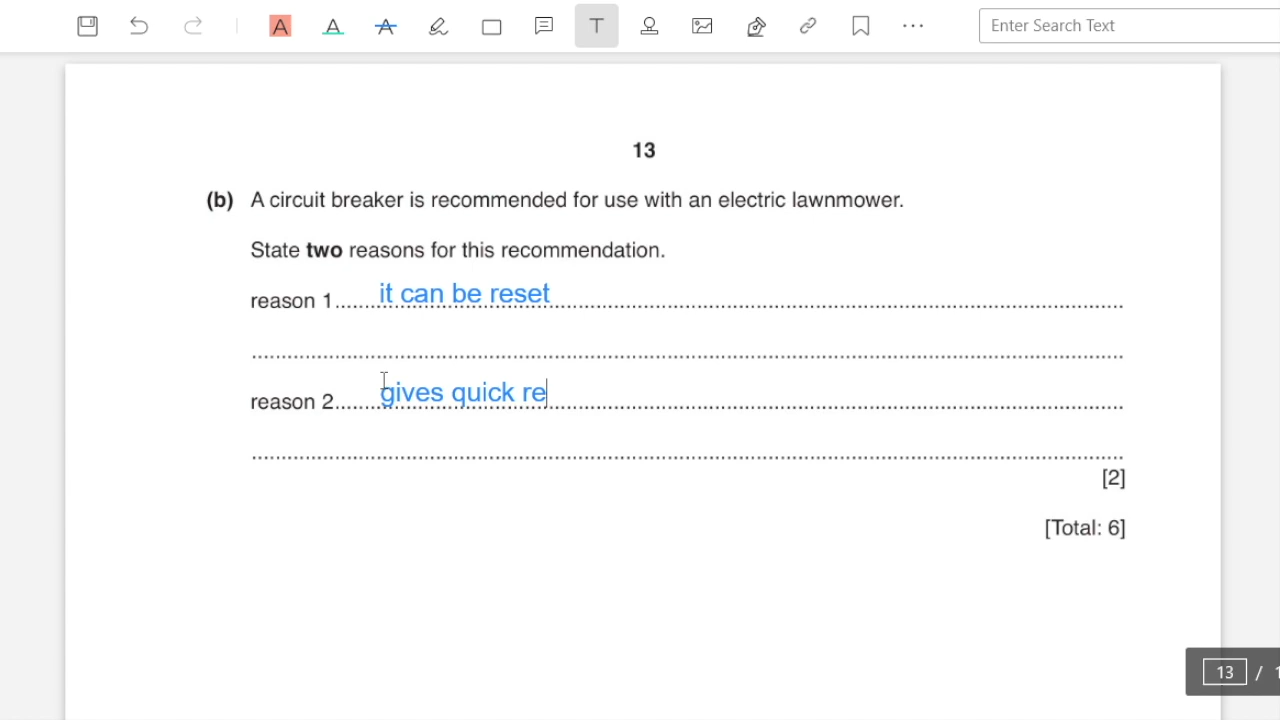 A A A T Enter Search Text
13
(b) A circuit breaker is recommended for use with an electric lawnmower.
State two reasons for this recommendation.
reason 1 it can be reset
reason 2 gives quick re
[2]
[Total: 6]
13 / 1